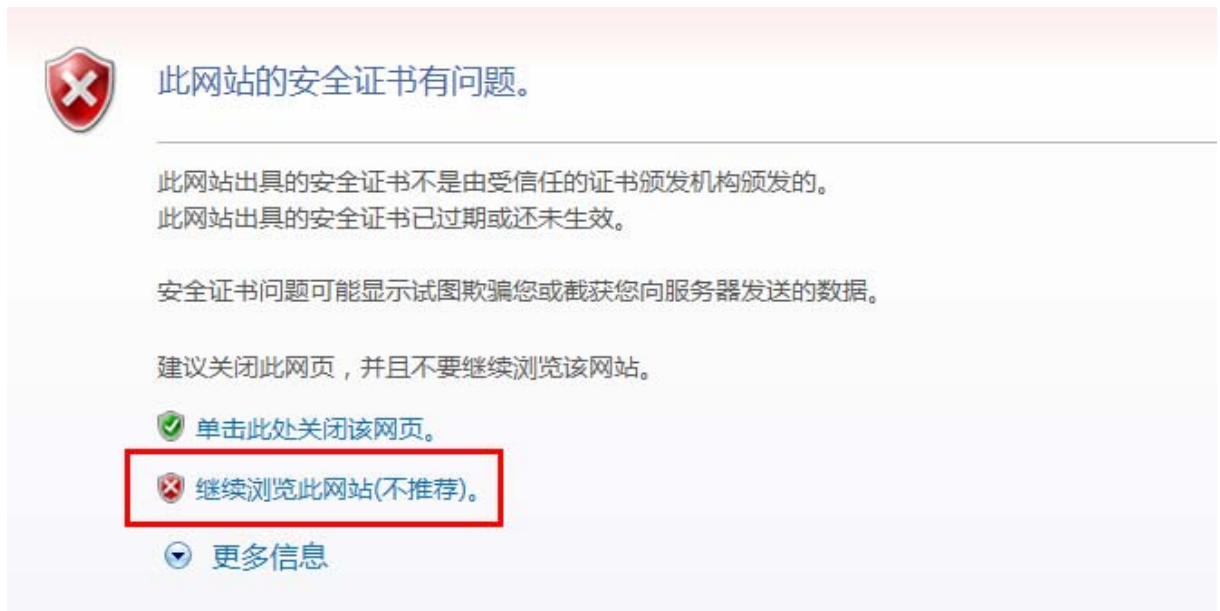 此网站的安全证书有问题。
此网站出具的安全证书不是由受信任的证书颁发机构颁发的。
此网站出具的安全证书已过期或还未生效。
安全证书问题可能显示试图欺骗您或截获您向服务器发送的数据。
建议关闭此网页，并且不要继续浏览该网站。
单击此处关闭该网页。
继续浏览此网站(不推荐)。
更多信息